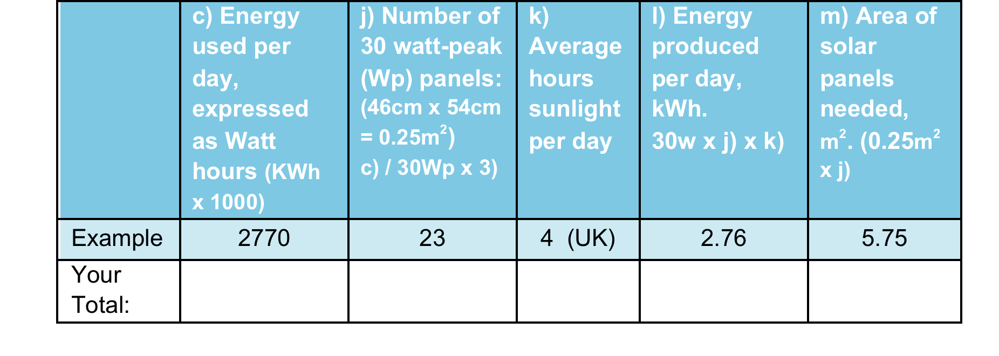 c) Energy
used per
day,
expressed
as Watt
hours (KWh
x 1000)
j) Number of
30 watt-peak
(Wp) panels:
(46cm x 54cm
= 0.25m²)
c) / 30Wp x 3)
k)
Average
hours
sunlight
per day
l) Energy
produced
per day,
kWh.
30w x j) x k)
m) Area of
solar
panels
needed,
m². (0.25m²
x j)
Example
2770
23
4 (UK)
2.76
5.75
Your
Total: